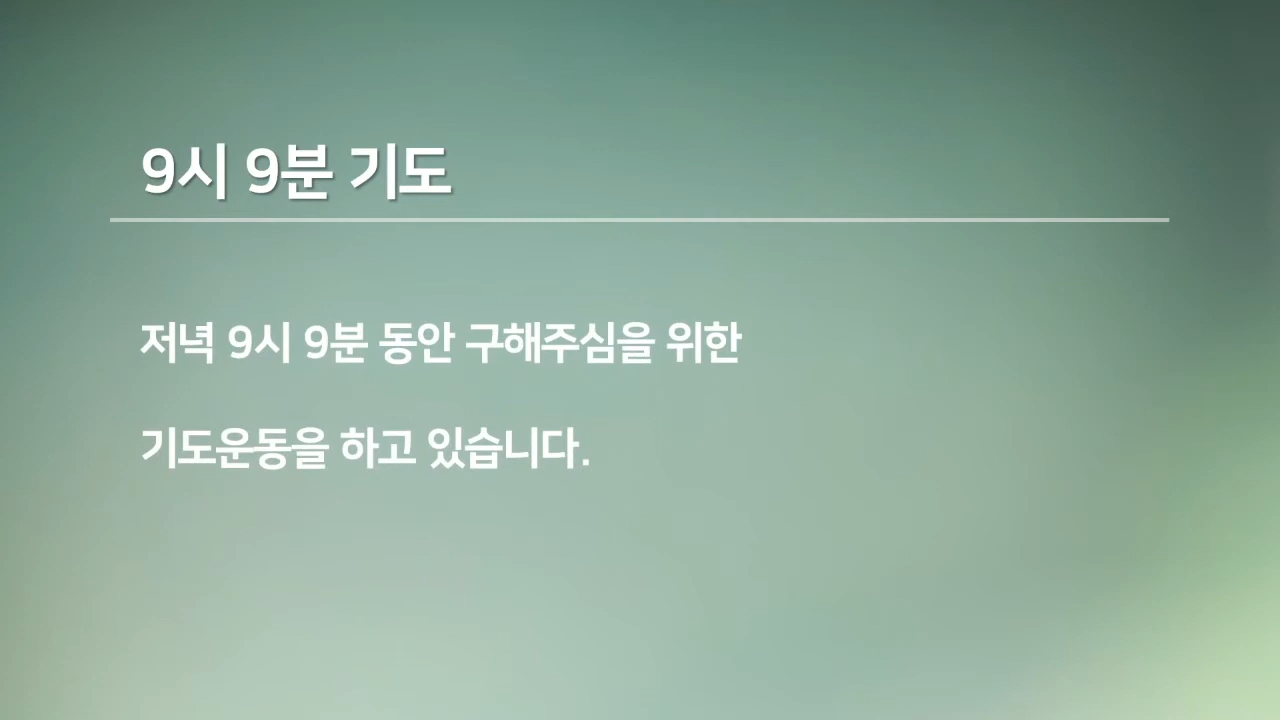 9시 9분 기도
저녁 9시 9분 동안 구해주심을 위한
기도운동을 하고 있습니다.